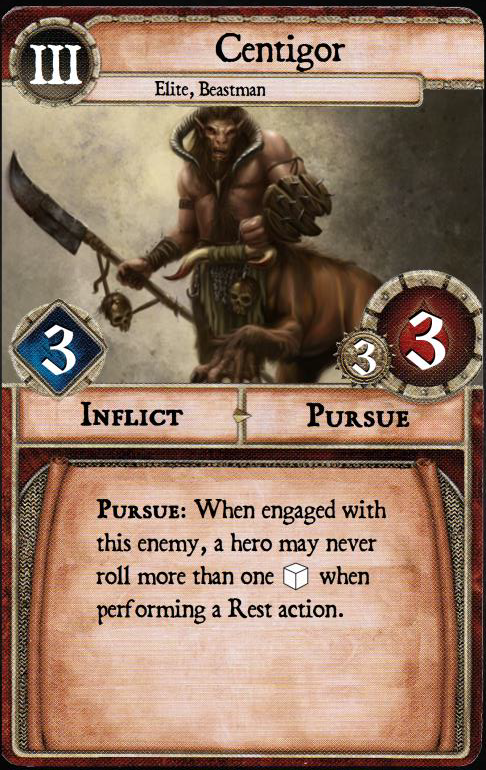 III
Centigor
Elite, Beastman
3
3
3
INFLICT
PURSUE
PURSUE: When engaged with
this enemy, a hero may never
roll more than one when
performing a Rest action.